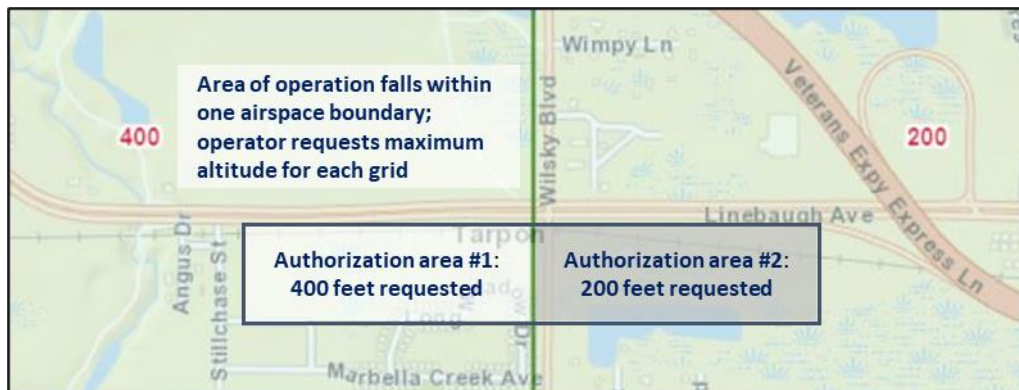 Wimpy Ln
Area of operation falls within
one airspace boundary;
operator requests maximum
altitude for each grid
400
Wilsky Blvd
Veterans Expy Express Ln
200
Linebaugh Ave
Tarpon
Angus Dr
Stillchase St
Authorization area #1:
400 feet requested
Authorization area #2:
200 feet requested
Long
Marbella Creek Ave